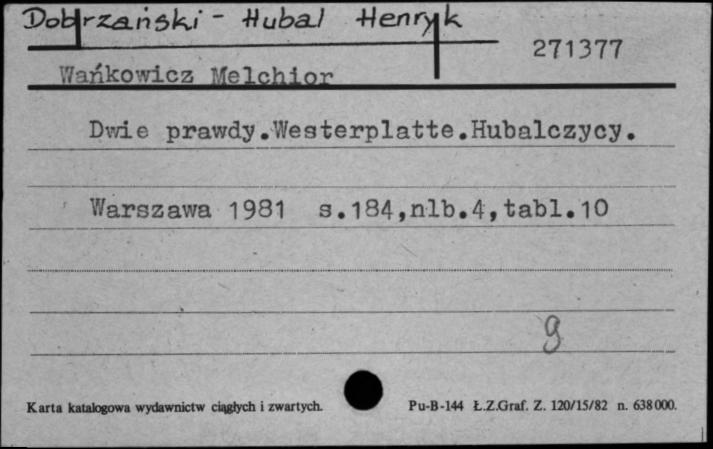 Dobrzański - Hubal Henryk
271377
Wańkowicz Melchior
Dwie prawdy.Westerplatte.Hubalczycy.
Warszawa 1981 s.184,nlb.4,tabl.10
9
Karta katalogowa wydawnictw ciągłych i zwartych.
Pu-B-144 Ł.Z.Graf. Z. 120/15/82 n. 638000.